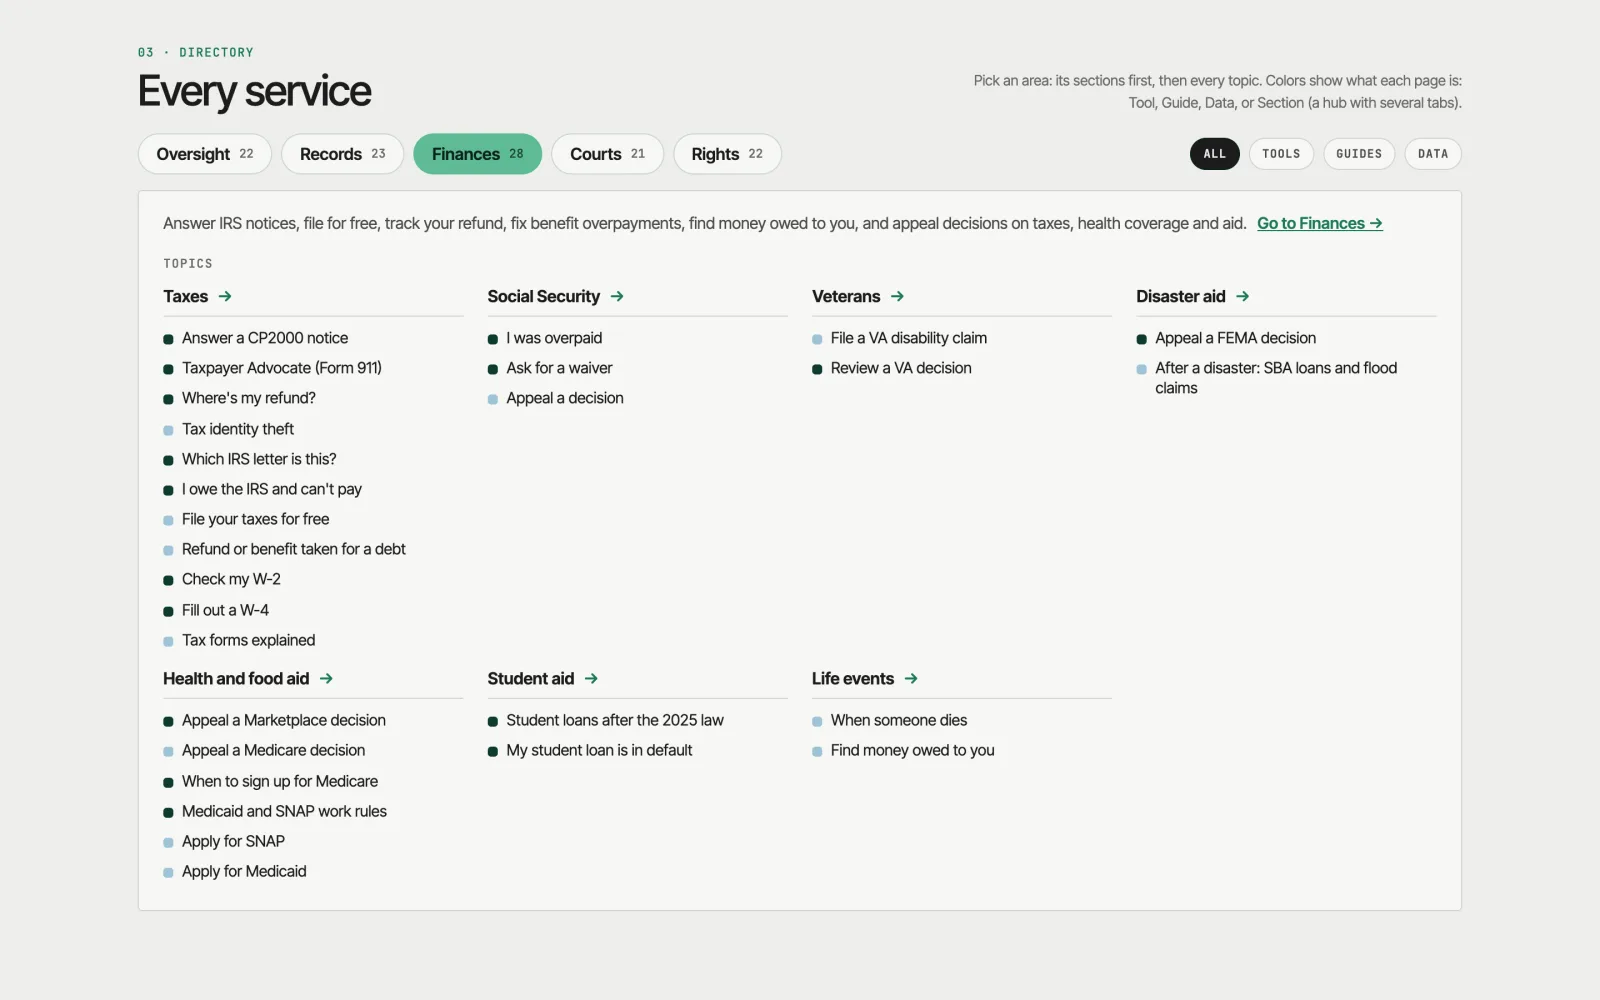 03 · DIRECTORY
Every service
Pick an area: its sections first, then every topic. Colors show what each page is:
Tool, Guide, Data, or Section (a hub with several tabs).
Oversight 22
Records 23
Finances 28
Courts 21
Rights 22
ALL
TOOLS
GUIDES
DATA
Answer IRS notices, file for free, track your refund, fix benefit overpayments, find money owed to you, and appeal decisions on taxes, health coverage and aid. Go to Finances →
TOPICS
Taxes →
Answer a CP2000 notice
Taxpayer Advocate (Form 911)
Where's my refund?
Tax identity theft
Which IRS letter is this?
I owe the IRS and can't pay
File your taxes for free
Refund or benefit taken for a debt
Check my W-2
Fill out a W-4
Tax forms explained
Social Security →
I was overpaid
Ask for a waiver
Appeal a decision
Veterans →
File a VA disability claim
Review a VA decision
Disaster aid →
Appeal a FEMA decision
After a disaster: SBA loans and flood
claims
Health and food aid →
Appeal a Marketplace decision
Appeal a Medicare decision
When to sign up for Medicare
Medicaid and SNAP work rules
Apply for SNAP
Apply for Medicaid
Student aid →
Student loans after the 2025 law
My student loan is in default
Life events →
When someone dies
Find money owed to you